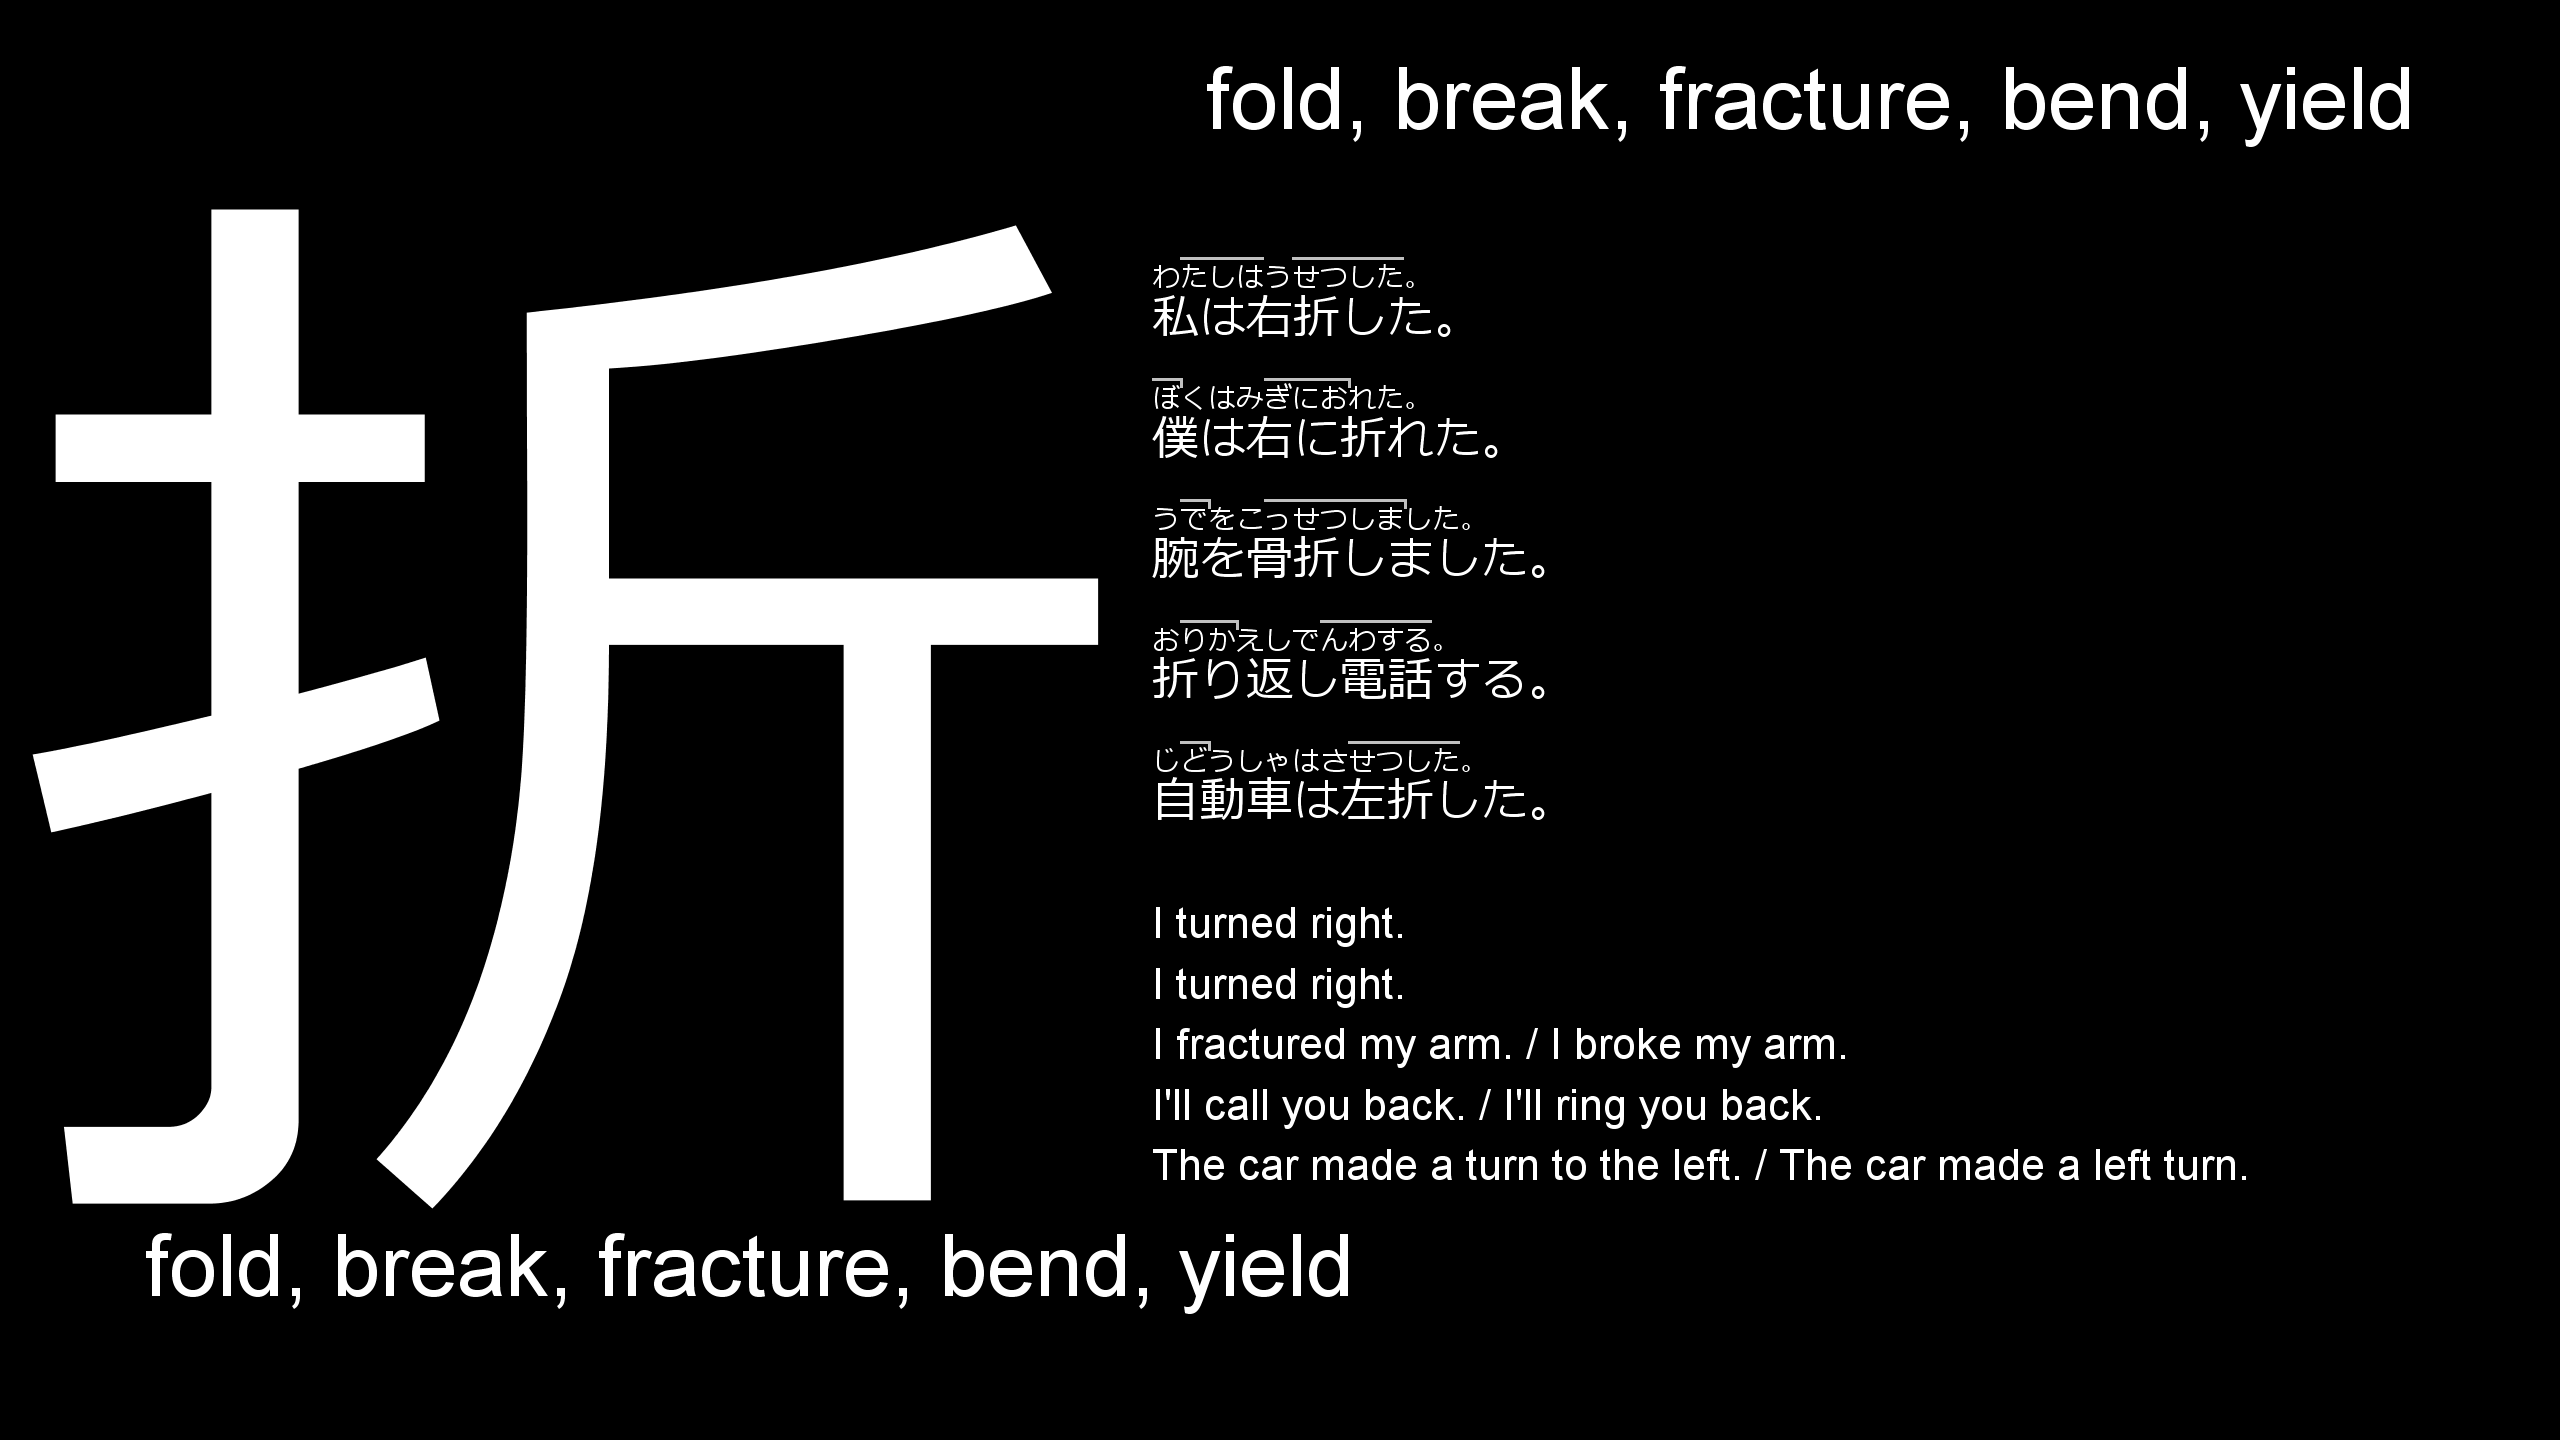 fold, break, fracture, bend, yield
折
わたしはうせつした。
私は右折した。
ぼくはみぎにおれた。
僕は右に折れた。
うでをこっせつしました。
腕を骨折しました。
おりかえしでんわする。
折り返し電話する。
じどうしゃはさせつした。
自動車は左折した。
I turned right.
I turned right.
I fractured my arm. / I broke my arm.
I'll call you back. / I'll ring you back.
The car made a turn to the left. / The car made a left turn.
fold, break, fracture, bend, yield